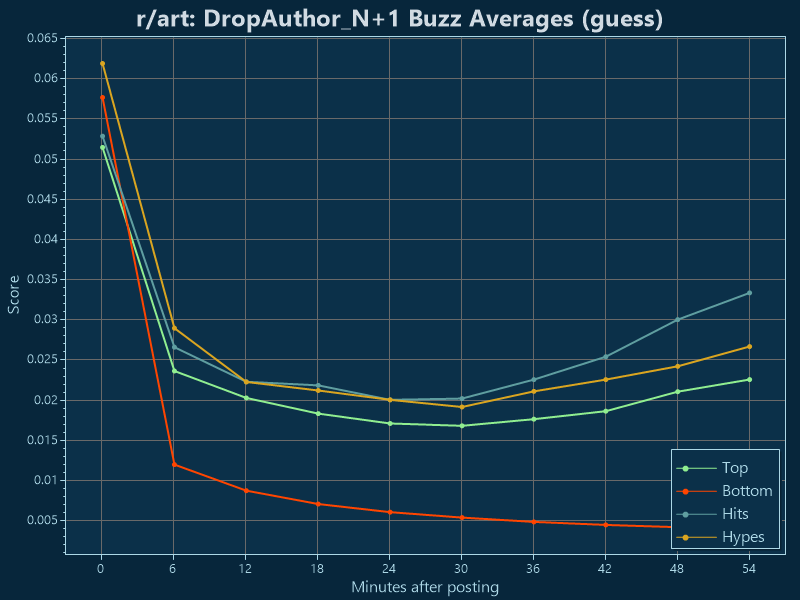 r/art: DropAuthor_N+1 Buzz Averages (guess)
0.065
0.06
0.055
0.05
0.045
0.04
0.035
0.03
0.025
0.02
0.015
0.01
0.005
Score
Top
Bottom
Hits
Hypes
0 6 12 18 24 30 36 42 48 54
Minutes after posting